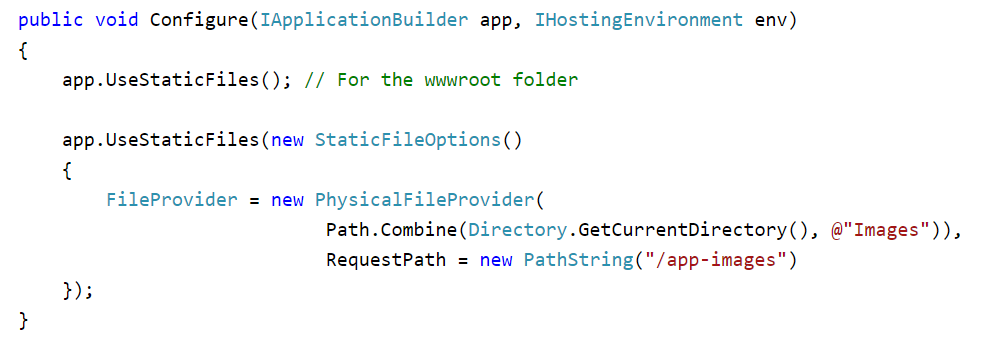 public void Configure(IApplicationBuilder app, IHostingEnvironment env)
{
    app.UseStaticFiles(); // For the wwwroot folder

    app.UseStaticFiles(new StaticFileOptions()
    {
        FileProvider = new PhysicalFileProvider(
                            Path.Combine(Directory.GetCurrentDirectory(), @"Images")),
                            RequestPath = new PathString("/app-images")
    });
}